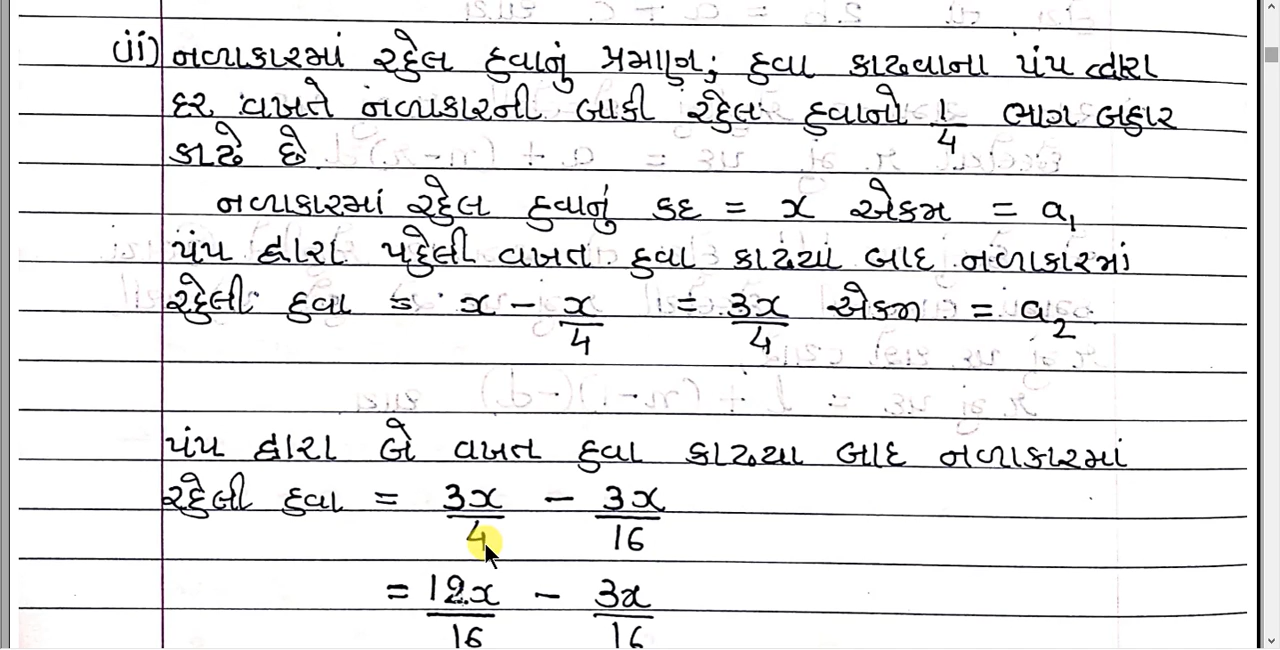 (ii) નળાકારમાં રહેલ હવાનું પ્રમાણ; હવા કાઢવાના પંપ દ્વારા
દર વખતે નળાકારની બાકી રહેલ હવાનો 1/4 ભાગ બહાર
કાઢે છે
નળાકારમાં રહેલ હવાનું કદ = x એકમ = a₁
પંપ દ્વારા પહેલી વખત હવા કાઢ્યા બાદ નળાકારમાં
રહેલી હવા = x - x/4 = 3x/4 એકમ = a₂
પંપ દ્વારા બે વખત હવા કાઢયા બાદ નળાકારમાં
રહેલી હવા = 3x/4 - 3x/16
= 12x/16 - 3x/16